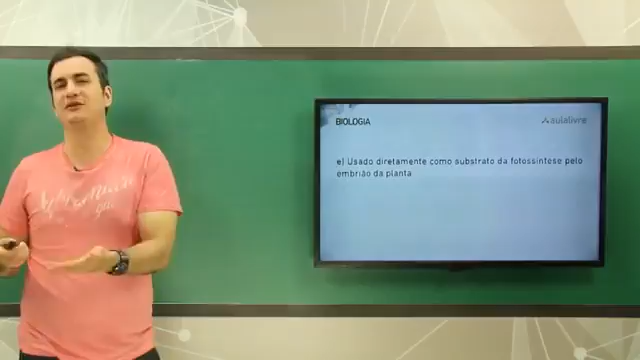 BIOLOGIA
aulalivre
e) Usado diretamente como substrato da fotossíntese pelo
embrião da planta